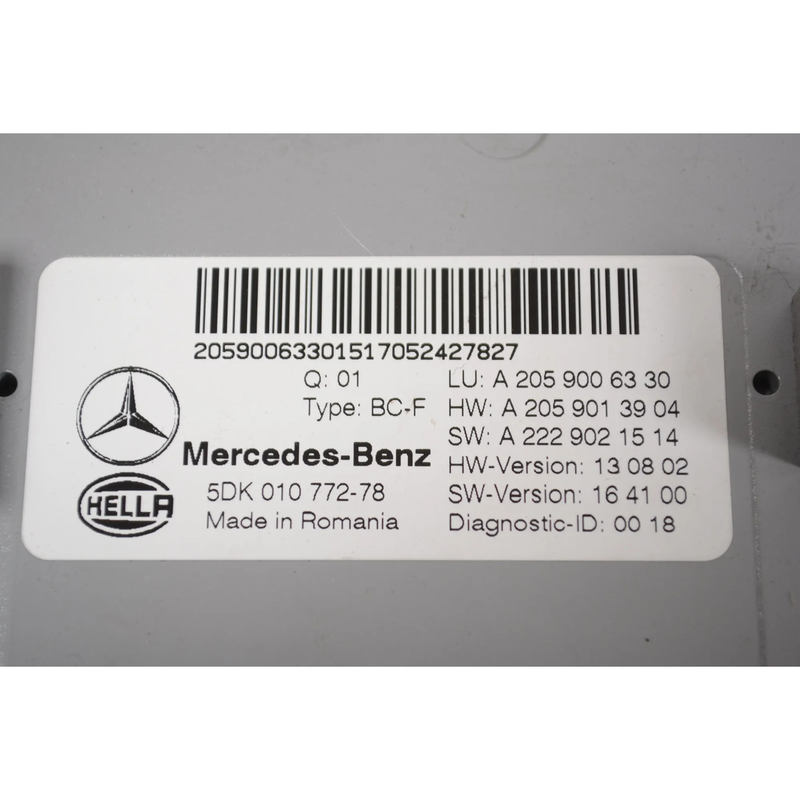 2059006330151705242​7827
Q: 01
Type: BC-F
Mercedes-Benz
HELLA
5DK 010 772-78
Made in Romania
LU: A 205 900 63 30
HW: A 205 901 39 04
SW: A 222 902 15 14
HW-Version: 13 08 02
SW-Version: 16 41 00
Diagnostic-ID: 00 18